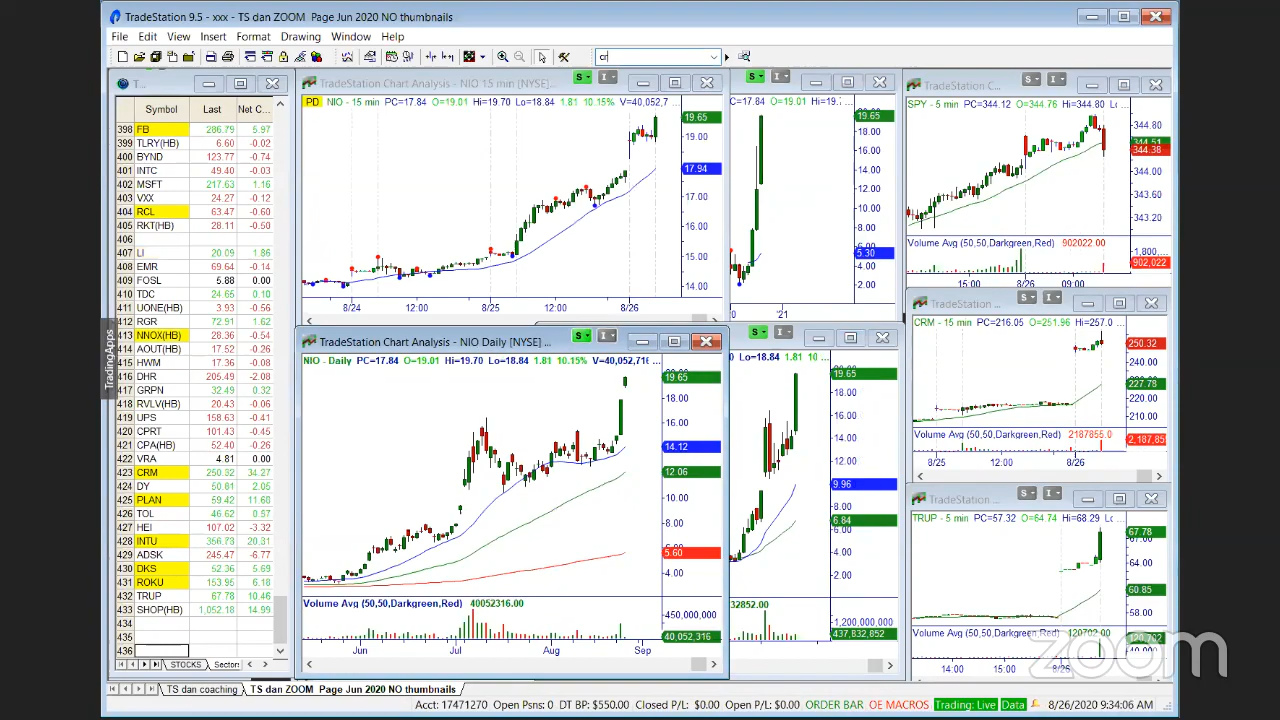 TradeStation 9.5 - xxx - TS dan ZOOM Page Jun 2020 NO thumbnails
File Edit View Insert Format Drawing Window Help
cr
T...
Symbol Last Net C...
398 FB 286.79 5.97
399 TLRY(HB) 6.60 -0.02
400 BYND 123.77 -0.74
401 INTC 49.40 -0.03
402 MSFT 217.63 1.16
403 VXX 24.27 -0.12
404 RCL 63.47 -0.60
405 RKT(HB) 28.11 -0.50
406
407 LI 20.09 1.86
408 EMR 69.64 -0.14
409 FOSL 5.88 0.00
410 TDC 24.65 0.10
411 UONE(HB) 3.93 -0.56
412 RGR 72.91 1.62
413 NNOX(HB) 28.36 -0.54
414 AOUT(HB) 17.52 -0.26
415 HWM 17.36 -0.08
416 DHR 205.49 -2.08
417 GRPN 32.49 0.32
418 RVLV(HB) 20.43 -0.06
419 UPS 158.63 -0.41
420 CPRT 101.43 -0.45
421 CPA(HB) 52.40 -0.26
422 VRA 4.81 0.00
423 CRM 250.32 34.27
424 DY 50.81 2.05
425 PLAN 59.42 11.68
426 TOL 46.62 0.57
427 HEI 107.02 -3.32
428 INTU 356.73 20.31
429 ADSK 245.47 -6.77
430 DKS 52.36 5.69
431 ROKU 153.95 6.18
432 TRUP 67.78 10.46
433 SHOP(HB) 1,052.18 14.99
434
435
436
STOCKS Sectors
TradingApps
TradeStation Chart Analysis - NIO 15 min [NYSE] ...
S I
PD NIO - 15 min PC=17.84 O=19.01 Hi=19.70 Lo=18.84 1.81 10.15% V=40,052,7 ...
19.65
19.00
17.94
17.00
16.00
15.00
14.00
8/24 12:00 8/25 12:00 8/26
S I
C=17.84 O=19.01 Hi=19. ...
19.65
18.00
16.00
14.00
12.00
10.00
8.00
5.30
4.00
2.00
'21
TradeStation Chart Analysis - NIO Daily [NYSE] ...
S I
NIO - Daily PC=17.84 O=19.01 Hi=19.70 Lo=18.84 1.81 10.15% V=40,052,71 ...
19.65
18.00
16.00
14.12
12.06
10.00
8.00
5.60
4.00
Volume Avg (50,50,Darkgreen,Red) 40052316.00
450,000,000
40,052,316
Jun Jul Aug Sep
S I
0 Lo=18.84 1.81 10 ...
19.65
18.00
16.00
14.00
12.00
9.96
8.00
6.84
4.00
2.00
32852.00
1,200,000,000
437,832,852
TradeStation C...
S I
SPY - 5 min PC=344.12 O=344.76 Hi=344.80 L ...
344.80
344.51
344.38
344.00
343.60
343.20
Volume Avg (50,50,Darkgreen,Red) 902022.00
1,800, ...
902,022
15:00 8/26 09:00
TradeStation ...
S I
CRM - 15 min PC=216.05 O=251.96 Hi=257.0 ...
250.32
240.00
227.78
220.00
210.00
Volume Avg (50,50,Darkgreen,Red) 2187855.0
2,187,85
8/25 12:00 8/26
TradeStation ...
S I
TRUP - 5 min PC=57.32 O=64.74 Hi=68.29 L ...
67.78
64.00
60.85
58.00
Volume Avg (50,50,Darkgreen,Red) 120702.00
120,702
14:00 15:00 8/26
zoom
TS dan coaching TS dan ZOOM Page Jun 2020 NO thumbnails
Acct: 17471270 Open Psns: 0 DT BP: $550.00 Closed P/L: $0.00 Open P/L: $0.00 ORDER BAR OE MACROS Trading: Live Data 8/26/2020 9:34:06 AM